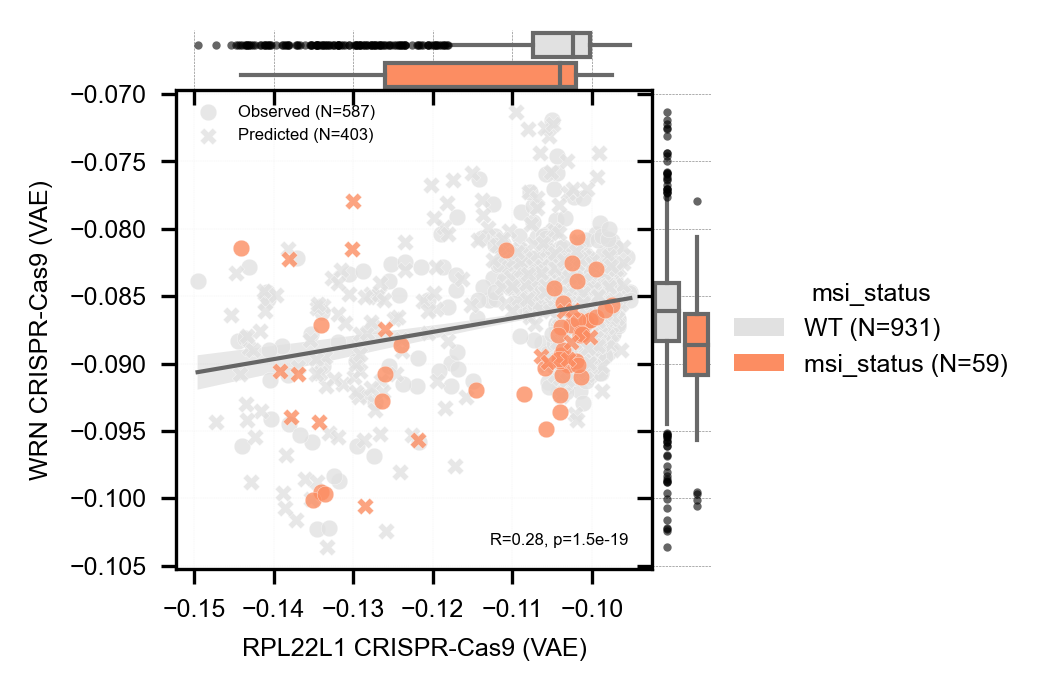 Observed (N=587)
Predicted (N=403)
−0.070
−0.075
−0.080
−0.085
−0.090
−0.095
−0.100
−0.105
WRN CRISPR-Cas9 (VAE)
R=0.28, p=1.5e-19
−0.15 −0.14 −0.13 −0.12 −0.11 −0.10
RPL22L1 CRISPR-Cas9 (VAE)
msi_status
WT (N=931)
msi_status (N=59)